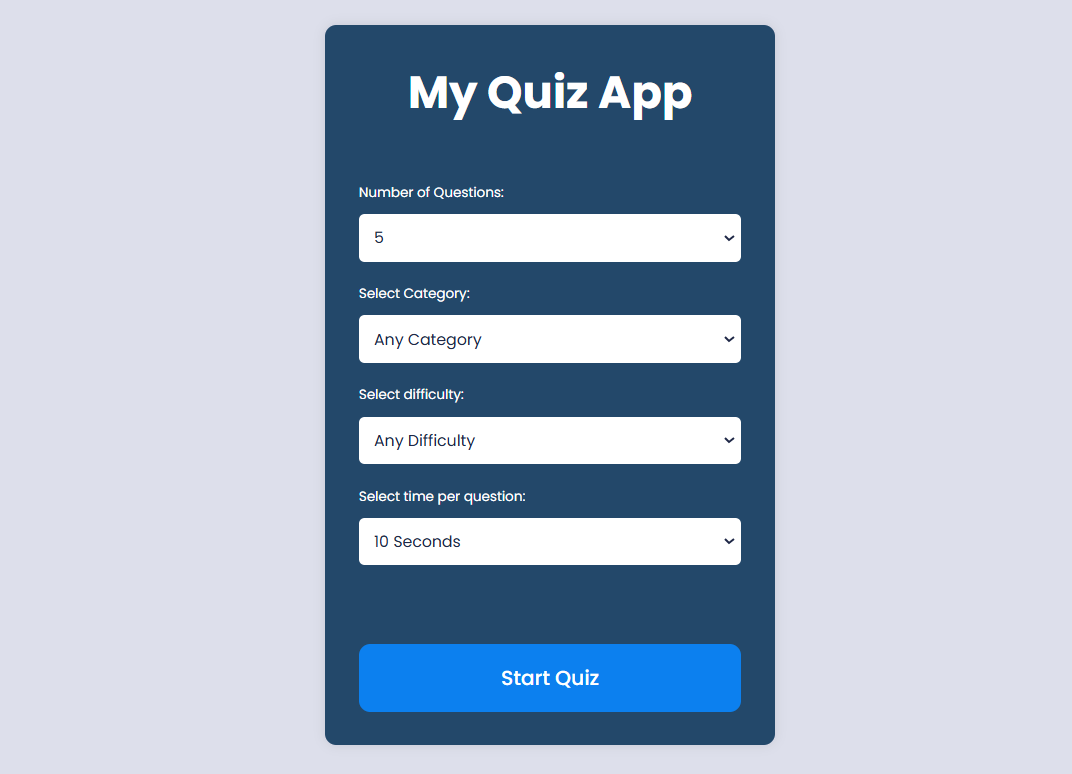 My Quiz App
Number of Questions:
5
Select Category:
Any Category
Select difficulty:
Any Difficulty
Select time per question:
10 Seconds
Start Quiz